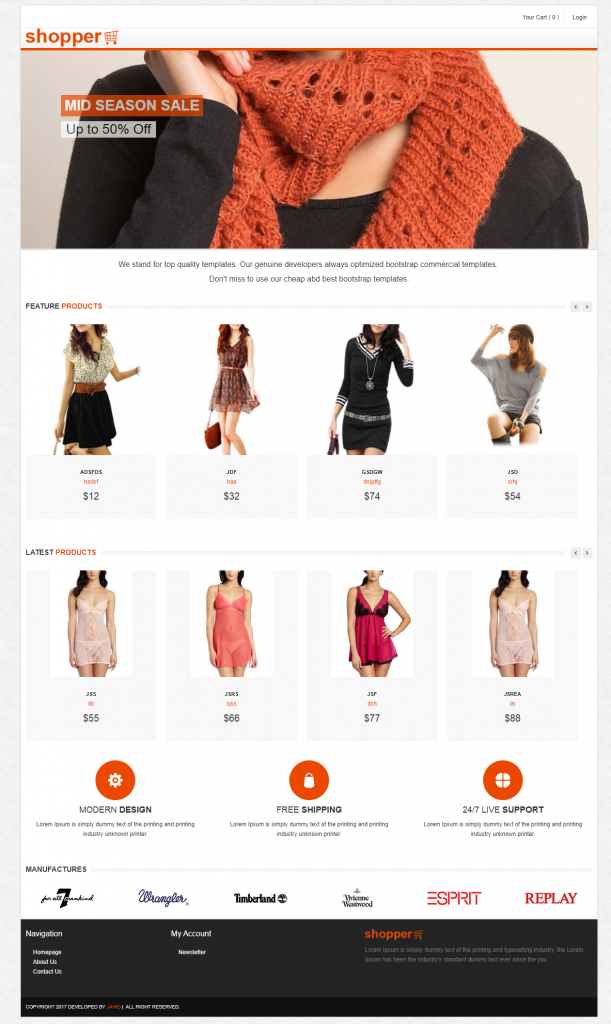 Your Cart ( 0 ) Login
shopper
MID SEASON SALE
Up to 50% Off
We stand for top quality templates. Our genuine developers always optimized bootstrap commercial templates.
Don't miss to use our cheap abd best bootstrap templates.
FEATURE PRODUCTS
ADSFDS JDF GSDGW JSD
hadsf haa dsgdfg srhj
$12 $32 $74 $54
LATEST PRODUCTS
JSS JSRS JSF JSREA
ds sjss dsh ds
$55 $66 $77 $88
MODERN DESIGN FREE SHIPPING 24/7 LIVE SUPPORT
Lorem Ipsum is simply dummy text of the printing and printing Lorem Ipsum is simply dummy text of the printing and printing Lorem Ipsum is simply dummy text of the printing and printing
industry unknown printer. industry unknown printer. industry unknown printer.
MANUFACTURES
for all 7 mankind Wrangler Timberland Vivienne Westwood ESPRIT REPLAY
Navigation My Account shopper
Homepage Newsletter Lorem Ipsum is simply dummy text of the printing and typesetting industry. the Lorem
About Us Ipsum has been the industry's standard dummy text ever since the you.
Contact Us
COPYRIGHT 2017 DEVELOPED BY | ALL RIGHT RESERVED.